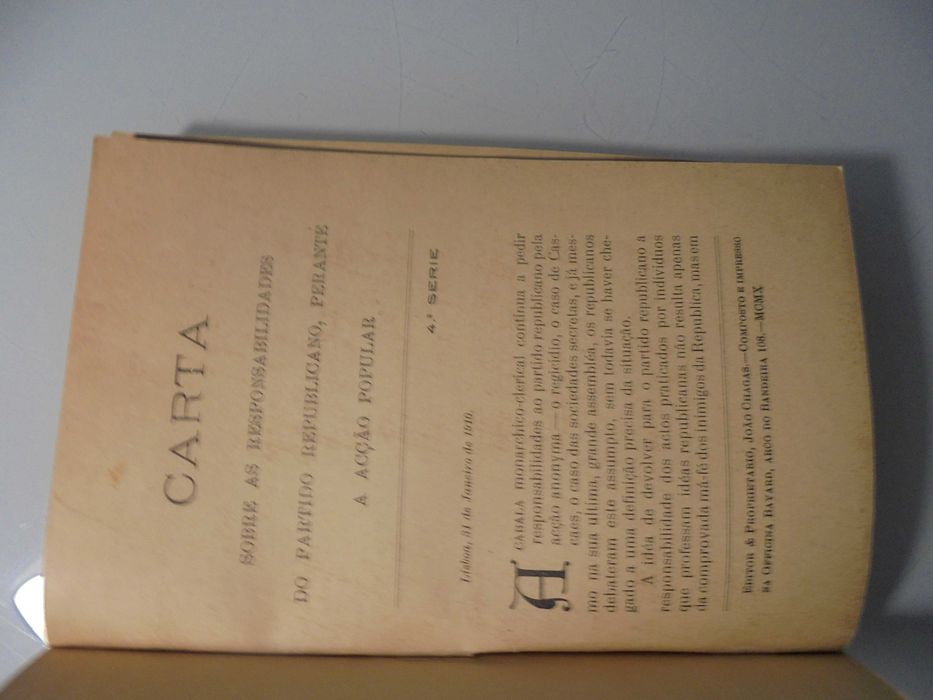 CARTA
SOBRE AS RESPONSABILIDADES
DO PARTIDO REPUBLICANO, PERANTE
A ACÇÃO POPULAR
4.ª SERIE
Lisboa, 31 de Janeiro de 1910.
A CABALA monarchico-clerical continua a pedir
responsabilidades ao partido republicano pela
acção anonyma — o regicidio, o caso de Cas-
caes, o caso das sociedades secretas, e já mes-
mo na sua ultima, grande assembléa, os republicanos
debateram este assumpto, sem todavia se haver che-
gado a uma definição precisa da situação.
A idéa de devolver para o partido republicano a
responsabilidade dos actos praticados por individuos
que professam idéas republicanas não resulta apenas
da comprovada má-fé dos inimigos da Republica, mas em
EDITOR & PROPRIETARIO, JOÃO CHAGAS.—COMPOSTO E IMPRESSO
NA OFFICINA BAYARD, ARCO DO BANDEIRA 108.—MCMX